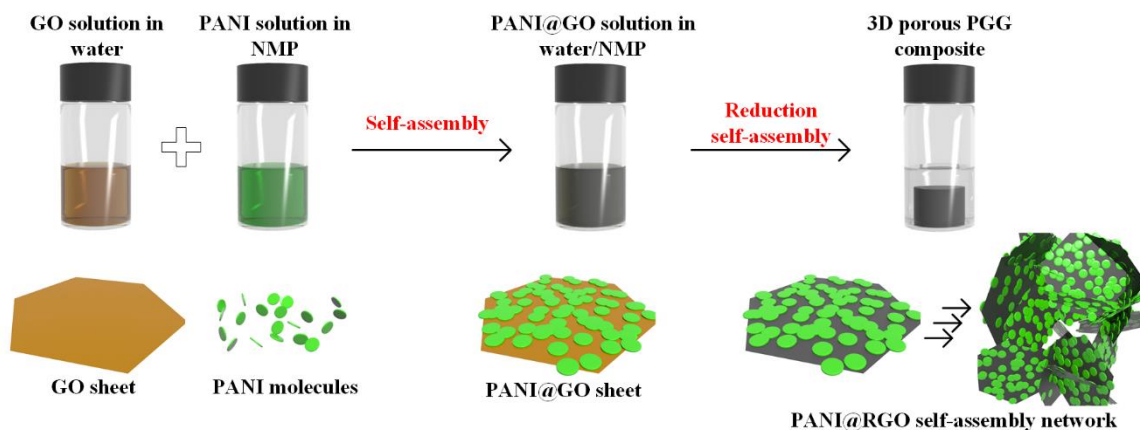 GO solution in
water
PANI solution in
NMP
PANI@GO solution in
water/NMP
3D porous PGG
composite
Self-assembly
Reduction
self-assembly
GO sheet
PANI molecules
PANI@GO sheet
PANI@RGO self-assembly network